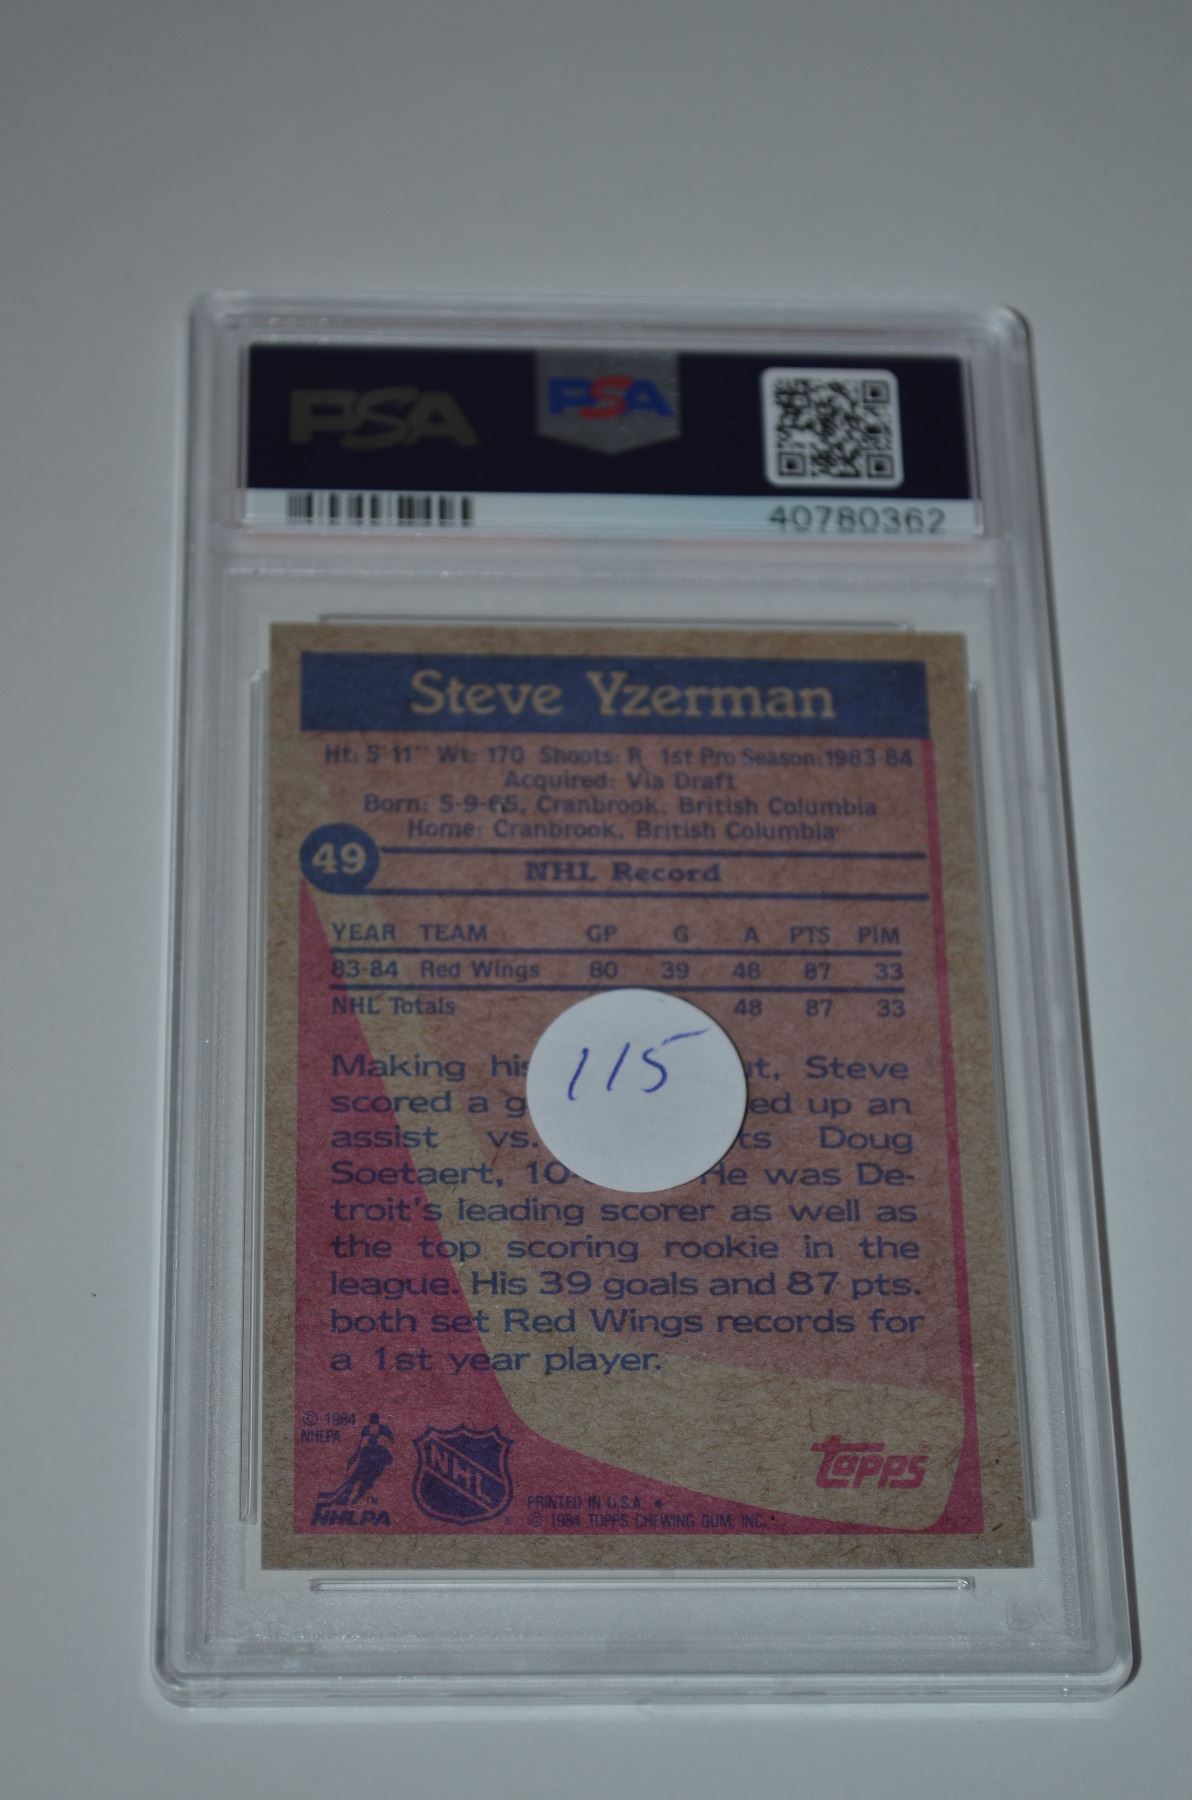 PSA PSA
40780362
Steve Yzerman
Ht: 5'11" Wt: 170 Shoots: R 1st Pro Season: 1983-84
Acquired: Via Draft
Born: 5-9-65, Cranbrook, British Columbia
Home: Cranbrook, British Columbia
49 NHL Record
YEAR TEAM GP G A PTS PIM
83-84 Red Wings 80 39 48 87 33
NHL Totals 48 87 33
115
Making his ut, Steve
scored a g ed up an
assist vs. ts Doug
Soetaert, 10- He was De-
troit's leading scorer as well as
the top scoring rookie in the
league. His 39 goals and 87 pts.
both set Red Wings records for
a 1st year player.
© 1984
NHLPA
NHLPA™ NHL ® topps®
PRINTED IN U.S.A. *
© 1984 TOPPS CHEWING GUM, INC.